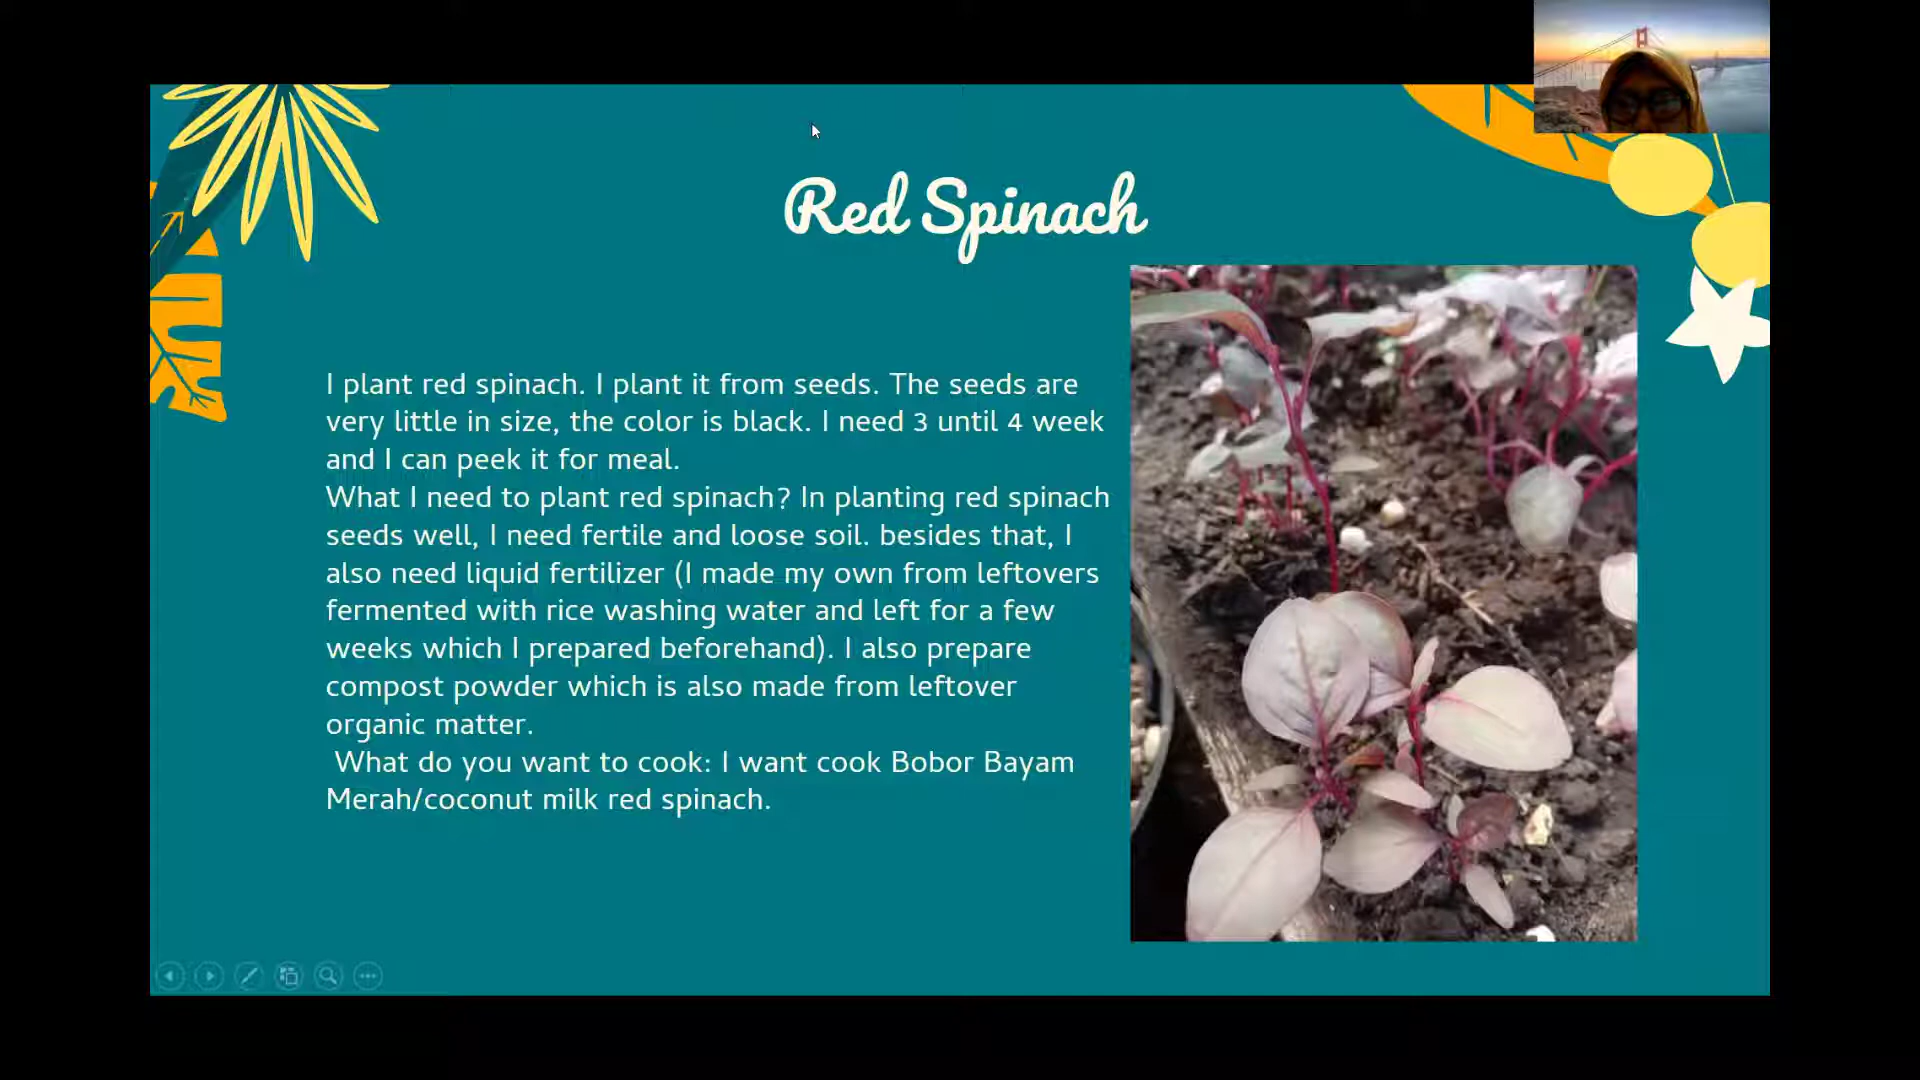 Red Spinach
I plant red spinach. I plant it from seeds. The seeds are
very little in size, the color is black. I need 3 until 4 week
and I can peek it for meal.
What I need to plant red spinach? In planting red spinach
seeds well, I need fertile and loose soil. besides that, I
also need liquid fertilizer (I made my own from leftovers
fermented with rice washing water and left for a few
weeks which I prepared beforehand). I also prepare
compost powder which is also made from leftover
organic matter.
What do you want to cook: I want cook Bobor Bayam
Merah/coconut milk red spinach.